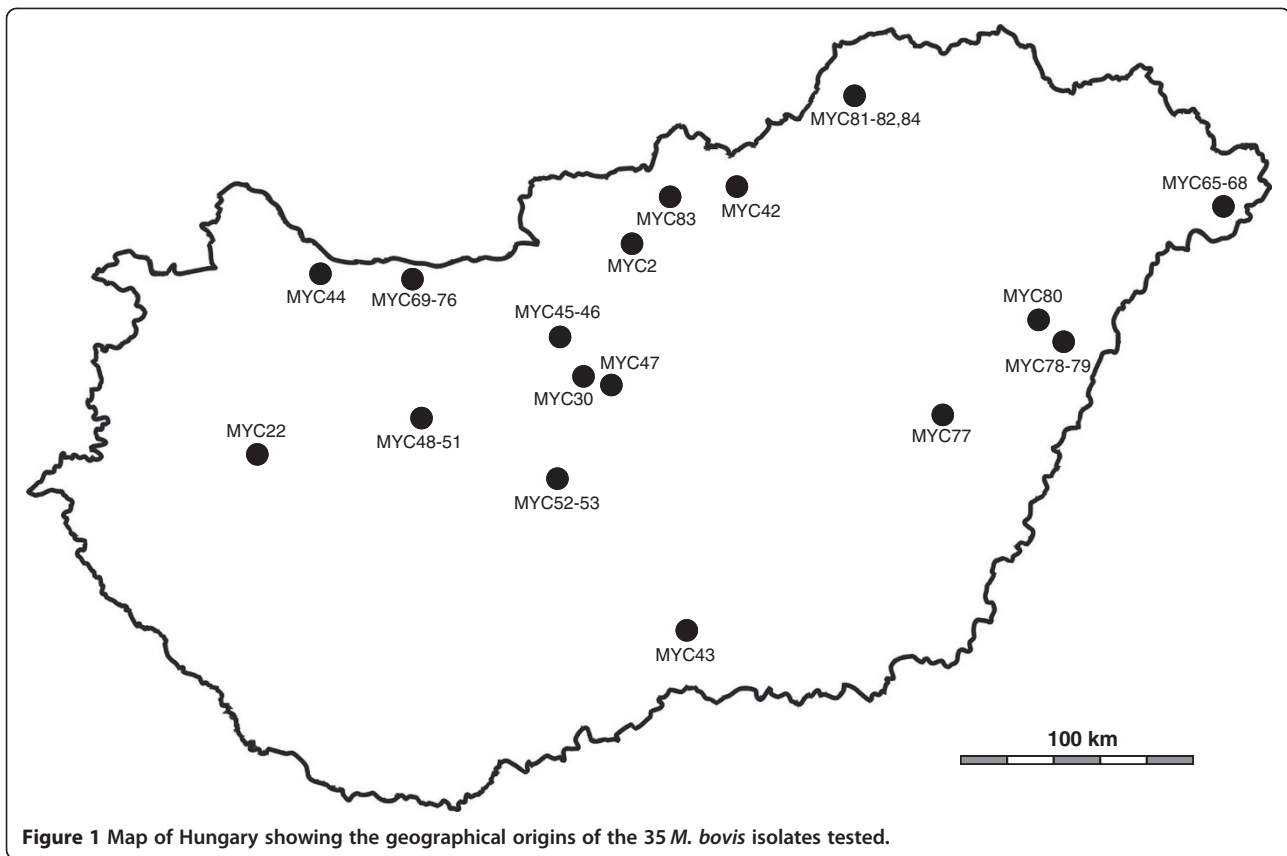 MYC81-82,84
MYC65-68
MYC42
MYC83
MYC2
MYC44
MYC69-76
MYC45-46
MYC80
MYC78-79
MYC47
MYC30
MYC22
MYC48-51
MYC77
MYC52-53
MYC43
100 km
Figure 1 Map of Hungary showing the geographical origins of the 35 M. bovis isolates tested.